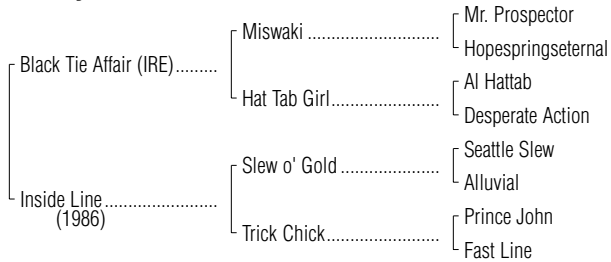 Mr. Prospector
Miswaki ..................
Hopespringseternal
Black Tie Affair (IRE).........
Al Hattab
Hat Tab Girl...............
Desperate Action
Seattle Slew
Slew o' Gold ..............
Alluvial
Inside Line ...................
(1986)
Prince John
Trick Chick................
Fast Line